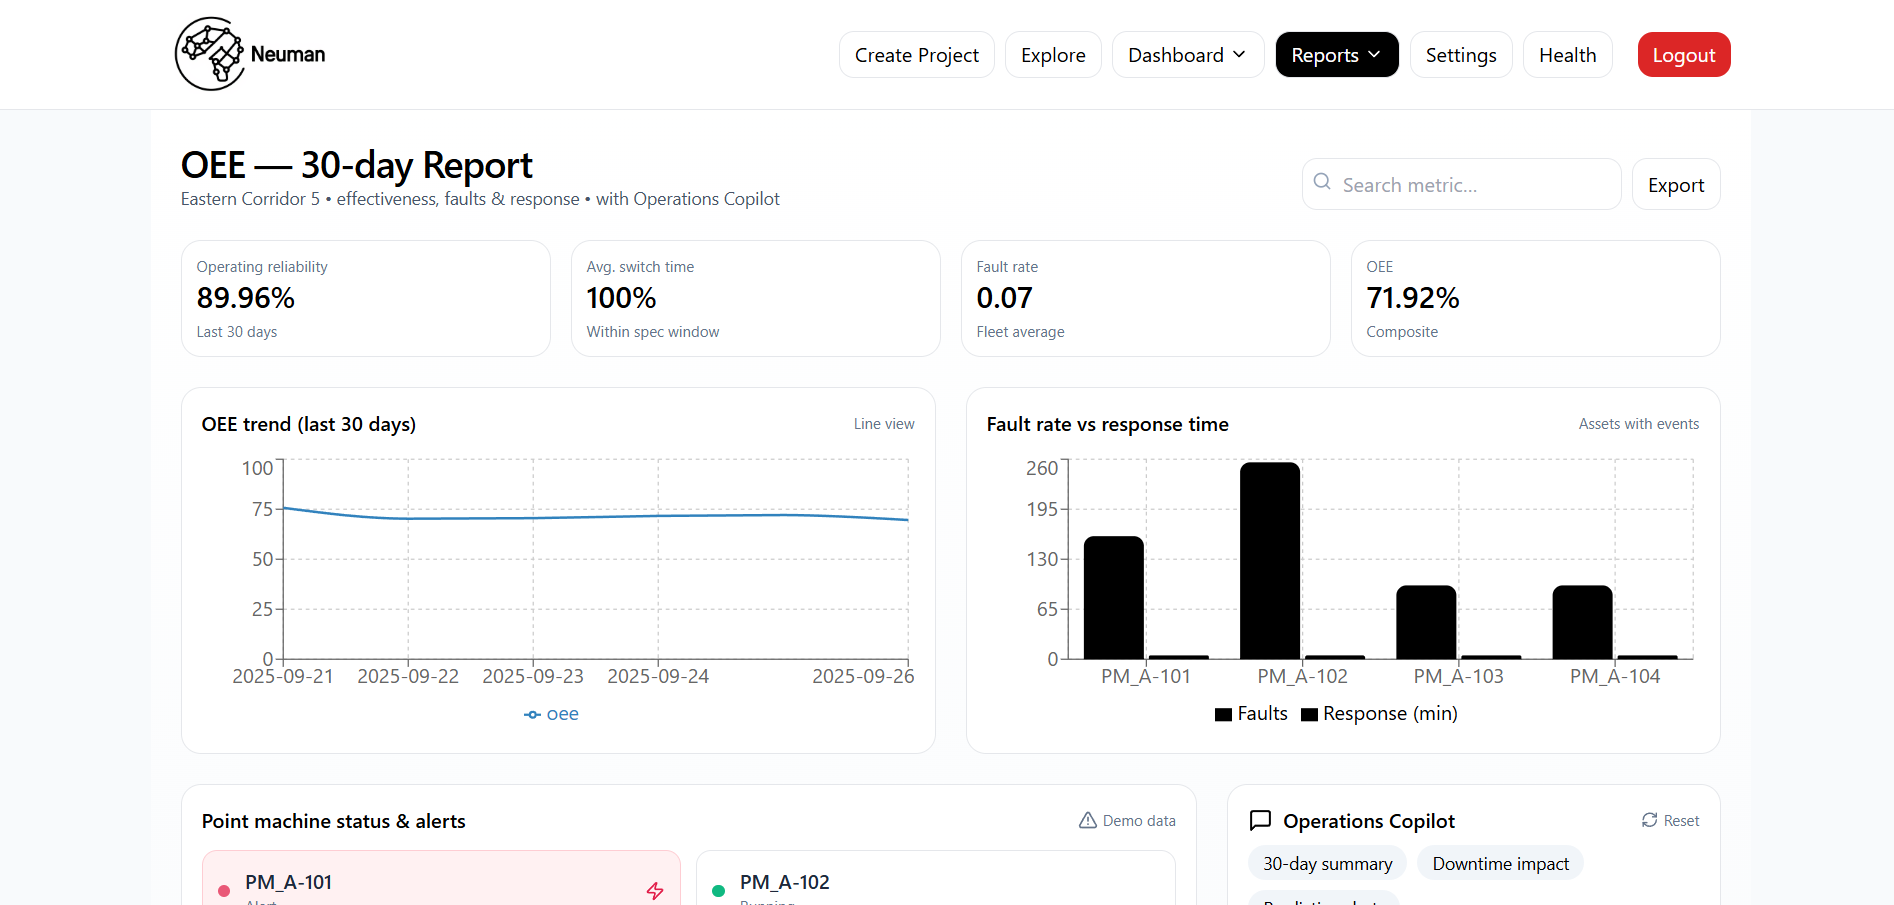 Neuman
Create Project
Explore
Dashboard
Reports
Settings
Health
Logout
OEE — 30-day Report
Eastern Corridor 5 • effectiveness, faults & response • with Operations Copilot
Search metric...
Export
Operating reliability
89.96%
Last 30 days
Avg. switch time
100%
Within spec window
Fault rate
0.07
Fleet average
OEE
71.92%
Composite
OEE trend (last 30 days)
Line view
100
75
50
25
0
2025-09-21
2025-09-22
2025-09-23
2025-09-24
2025-09-26
oee
Fault rate vs response time
Assets with events
260
195
130
65
0
PM_A-101
PM_A-102
PM_A-103
PM_A-104
Faults
Response (min)
Point machine status & alerts
Demo data
PM_A-101
PM_A-102
Operations Copilot
Reset
30-day summary
Downtime impact